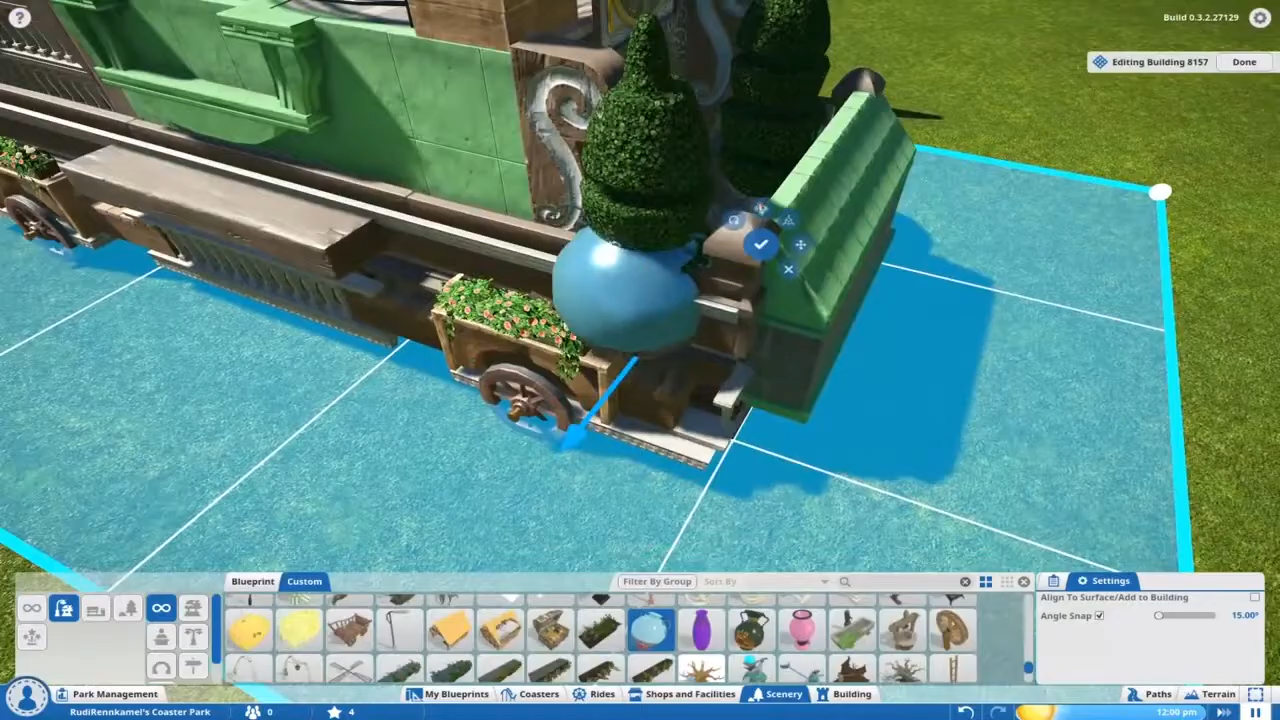 ?
Build 0.3.2.27129
Editing Building 8157
Done
Blueprint
Custom
Filter By Group
Sort By
Settings
Align To Surface/Add to Building
Angle Snap
15.00°
Park Management
My Blueprints
Coasters
Rides
Shops and Facilities
Scenery
Building
Paths
Terrain
RudiRennkamel's Coaster Park
0
4
12:00 pm